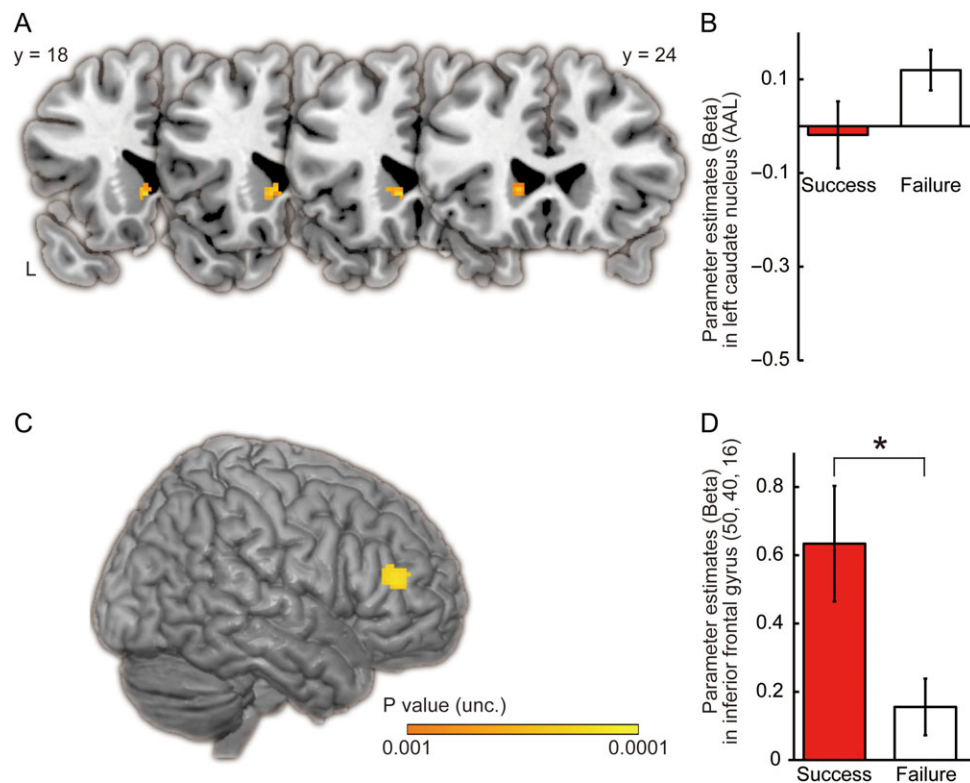 A
y = 18
y = 24
L
B
Parameter estimates (Beta)
in left caudate nucleus (AAL)
0.1
−0.1
−0.3
−0.5
Success
Failure
C
P value (unc.)
0.001
0.0001
D
Parameter estimates (Beta)
in inferior frontal gyrus (50, 40, 16)
*
0.8
0.6
0.4
0.2
0
Success
Failure